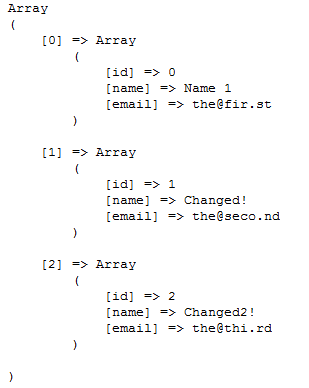 Array
(
    [0] => Array
        (
            [id] => 0
            [name] => Name 1
            [email] => the@fir.st
        )

    [1] => Array
        (
            [id] => 1
            [name] => Changed!
            [email] => the@seco.nd
        )

    [2] => Array
        (
            [id] => 2
            [name] => Changed2!
            [email] => the@thi.rd
        )

)